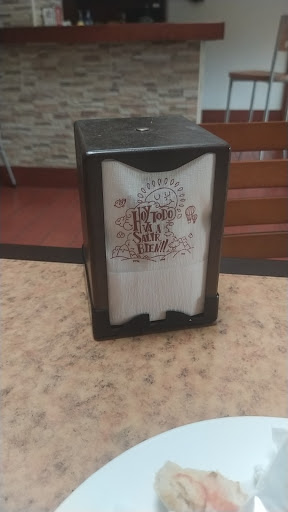 HOY TODO
VA A
SALIR
BIEN!!